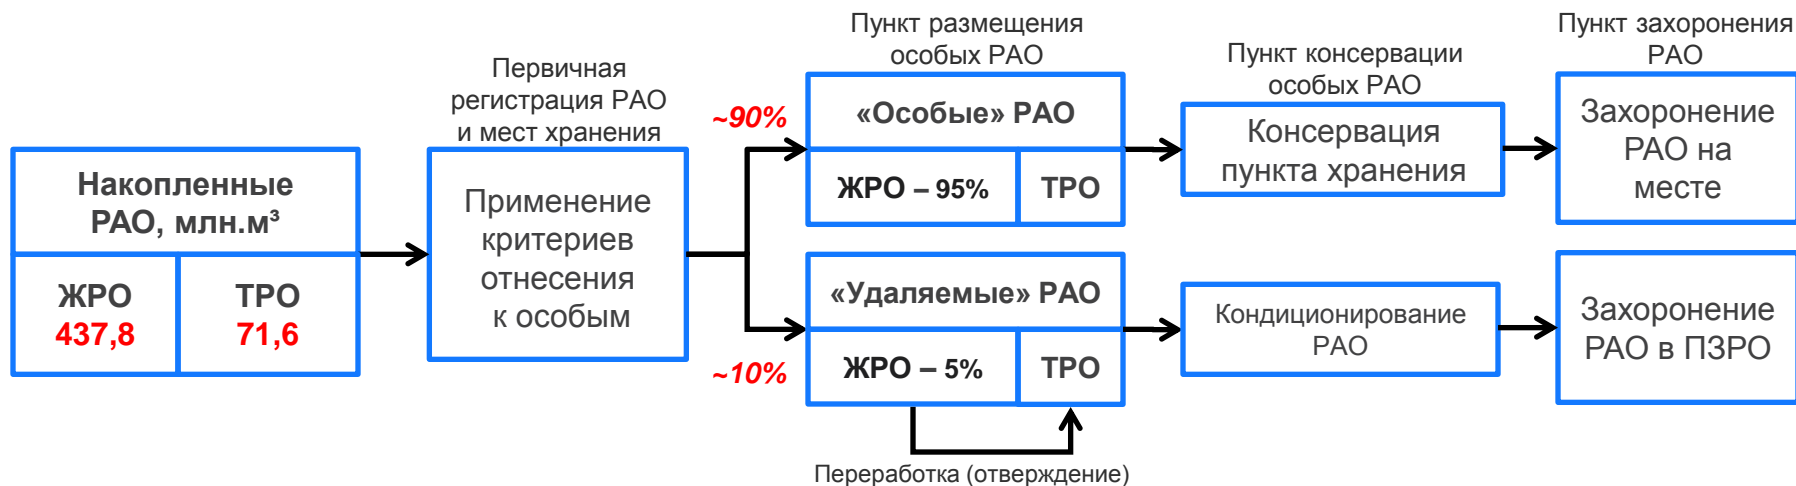 Накопленные
РАО, млн.м³
ЖРО
437,8
ТРО
71,6
Первичная
регистрация РАО
и мест хранения
Применение
критериев
отнесения
к особым
~90%
~10%
Пункт размещения
особых РАО
«Особые» РАО
ЖРО – 95%
ТРО
«Удаляемые» РАО
ЖРО – 5%
ТРО
Переработка (отверждение)
Пункт консервации
особых РАО
Консервация
пункта хранения
Кондиционирование
РАО
Пункт захоронения
РАО
Захоронение
РАО на
месте
Захоронение
РАО в ПЗРО